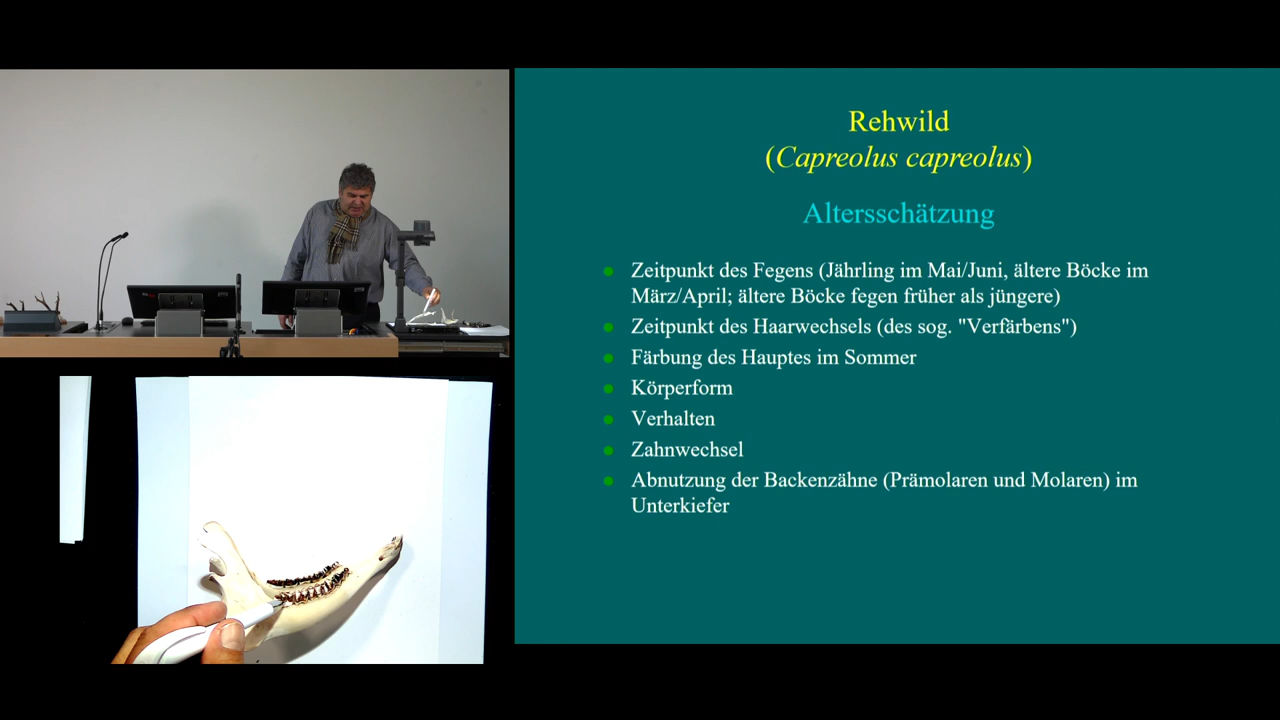 Rehwild
(Capreolus capreolus)
Altersschätzung
Zeitpunkt des Fegens (Jährling im Mai/Juni, ältere Böcke im
März/April; ältere Böcke fegen früher als jüngere)
Zeitpunkt des Haarwechsels (des sog. "Verfärbens")
Färbung des Hauptes im Sommer
Körperform
Verhalten
Zahnwechsel
Abnutzung der Backenzähne (Prämolaren und Molaren) im
Unterkiefer